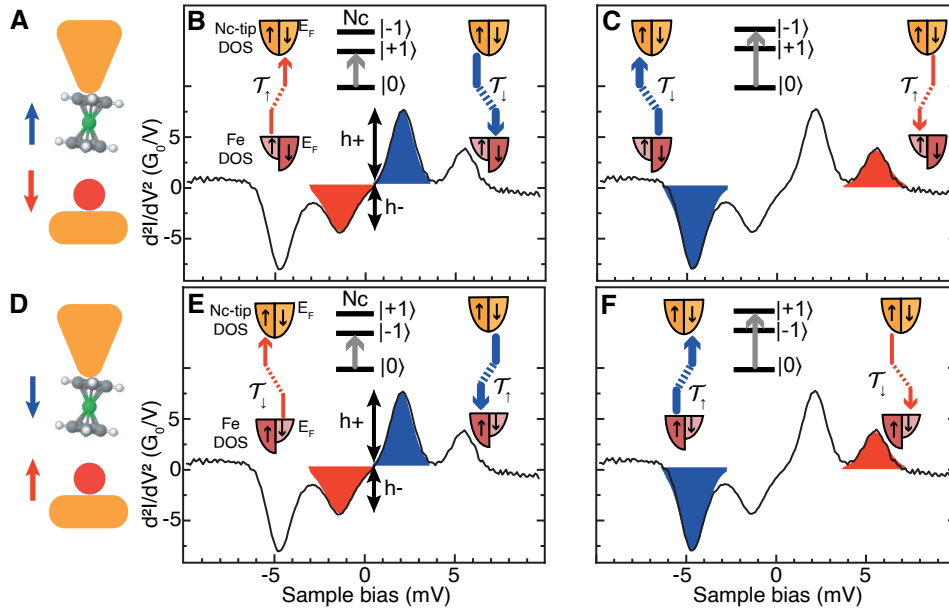 A
B
Nc-tip
DOS
E_F
Nc
|-1⟩
|+1⟩
|0⟩
𝒯↑
𝒯↓
Fe
DOS
E_F
h+
h-
d²I/dV² (G₀/V)
5
0
-5
C
|-1⟩
|+1⟩
|0⟩
𝒯↓
𝒯↑
D
E
Nc-tip
DOS
E_F
Nc
|+1⟩
|-1⟩
|0⟩
𝒯↓
𝒯↑
Fe
DOS
E_F
h+
h-
d²I/dV² (G₀/V)
5
0
-5
-5
0
5
Sample bias (mV)
F
|+1⟩
|-1⟩
|0⟩
𝒯↑
𝒯↓
-5
0
5
Sample bias (mV)